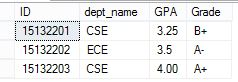 ID dept_name GPA Grade
15132201 CSE 3.25 B+
15132202 ECE 3.5 A-
15132203 CSE 4.00 A+